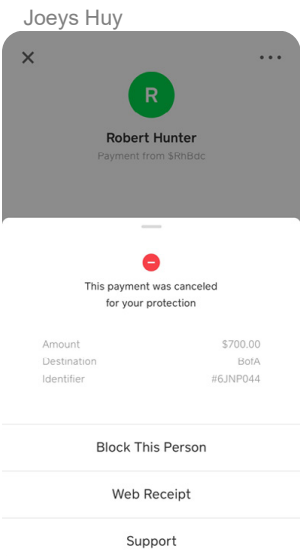 Joeys Huy
R
Robert Hunter
Payment from $RhBdc
This payment was canceled
for your protection
Amount $700.00
Destination BofA
Identifier #6JNP044
Block This Person
Web Receipt
Support